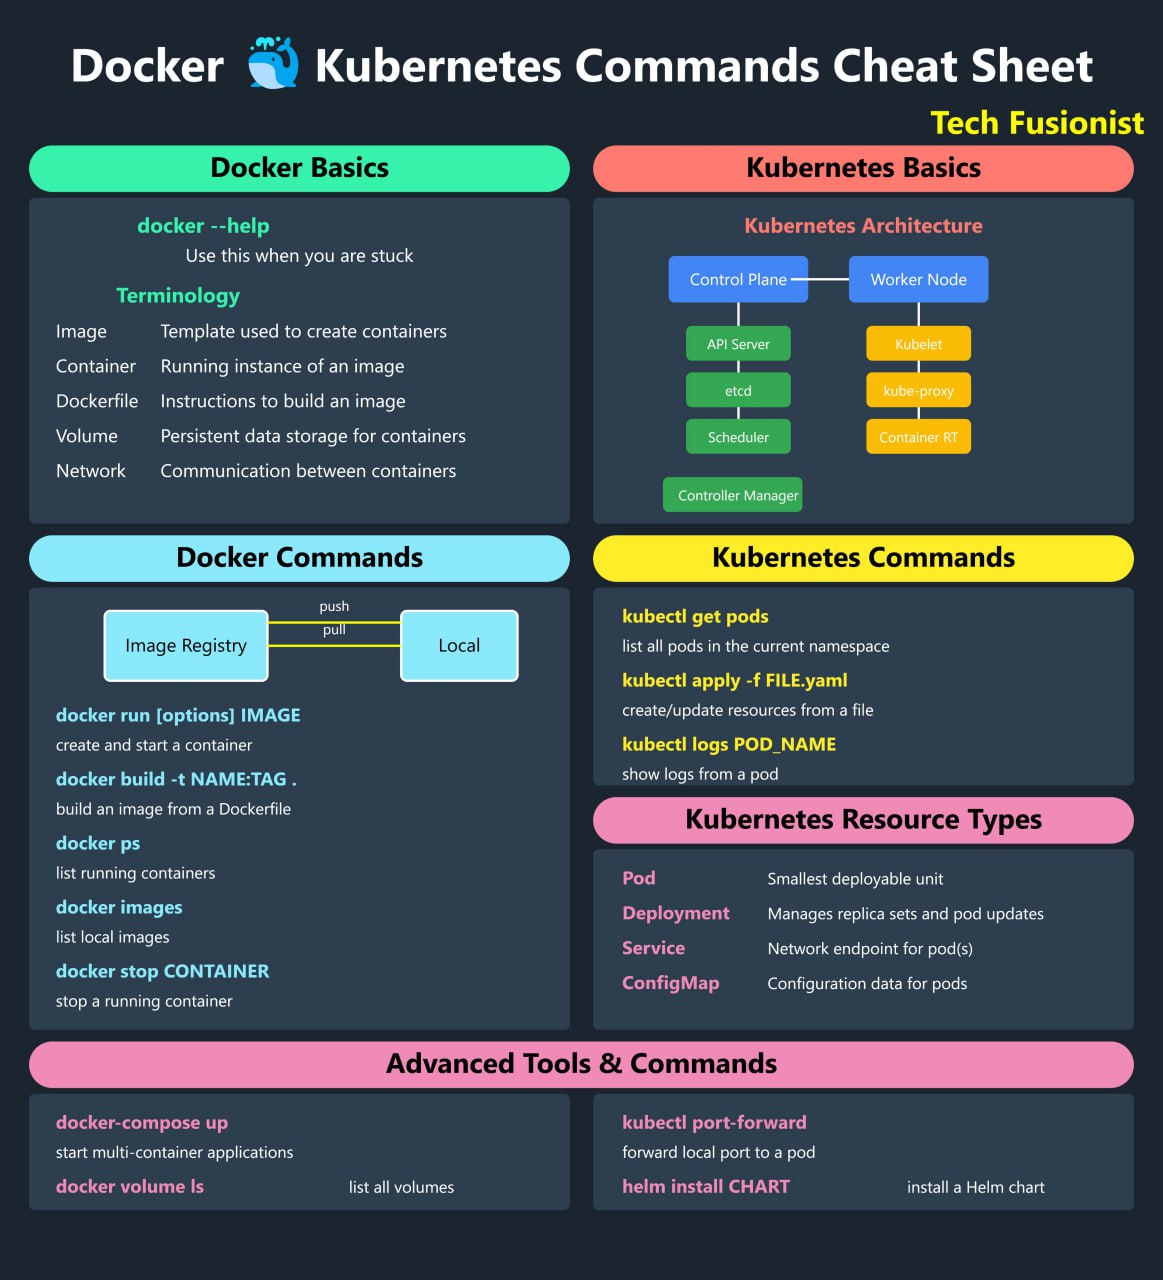 Docker 🐳 Kubernetes Commands Cheat Sheet
Tech Fusionist
Docker Basics
docker --help
Use this when you are stuck
Terminology
Image Template used to create containers
Container Running instance of an image
Dockerfile Instructions to build an image
Volume Persistent data storage for containers
Network Communication between containers
Kubernetes Basics
Kubernetes Architecture
Control Plane Worker Node
API Server Kubelet
etcd kube-proxy
Scheduler Container RT
Controller Manager
Docker Commands
push
pull
Image Registry Local
docker run [options] IMAGE
create and start a container
docker build -t NAME:TAG .
build an image from a Dockerfile
docker ps
list running containers
docker images
list local images
docker stop CONTAINER
stop a running container
Kubernetes Commands
kubectl get pods
list all pods in the current namespace
kubectl apply -f FILE.yaml
create/update resources from a file
kubectl logs POD_NAME
show logs from a pod
Kubernetes Resource Types
Pod Smallest deployable unit
Deployment Manages replica sets and pod updates
Service Network endpoint for pod(s)
ConfigMap Configuration data for pods
Advanced Tools & Commands
docker-compose up
start multi-container applications
docker volume ls list all volumes
kubectl port-forward
forward local port to a pod
helm install CHART install a Helm chart